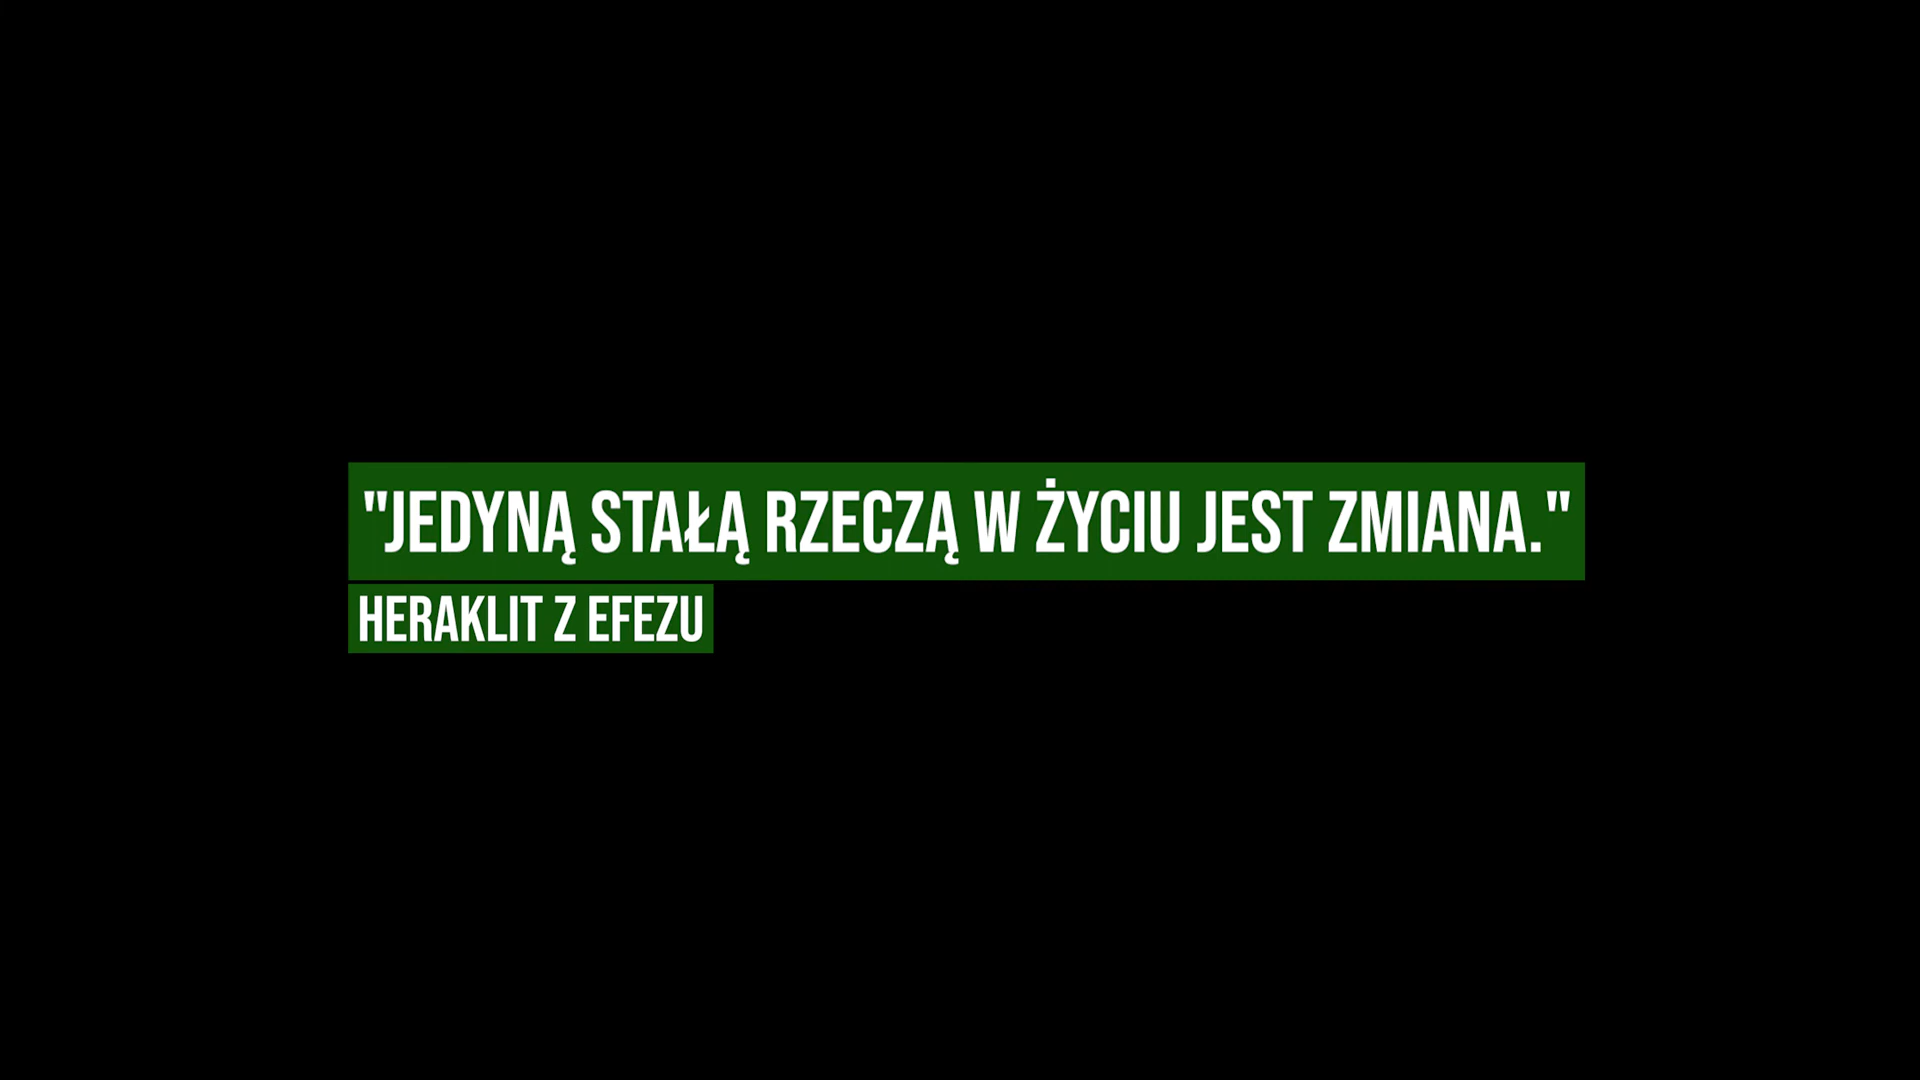 "JEDYNĄ STAŁĄ RZECZĄ W ŻYCIU JEST ZMIANA."
HERAKLIT Z EFEZU